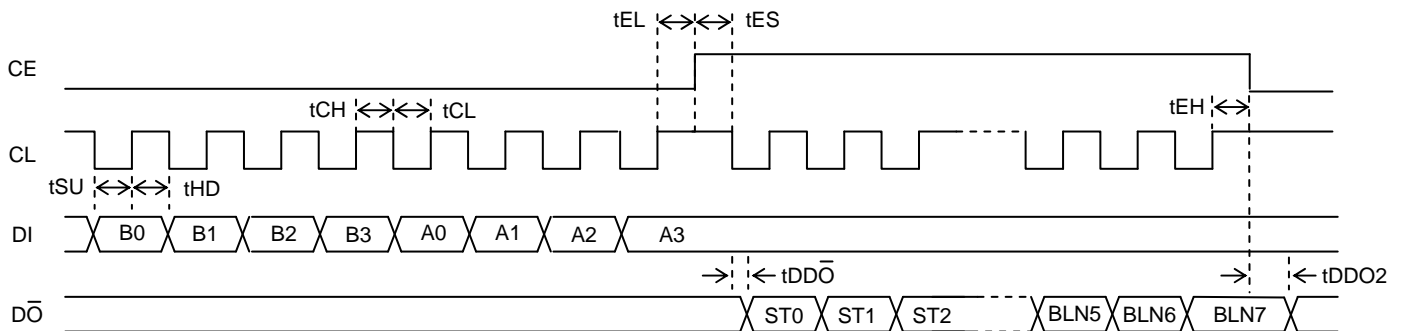 tEL tES
CE
tCH tCL tEH
CL
tSU tHD
DI B0 B1 B2 B3 A0 A1 A2 A3
tDDO̅ tDDO2
DO̅ ST0 ST1 ST2 BLN5 BLN6 BLN7